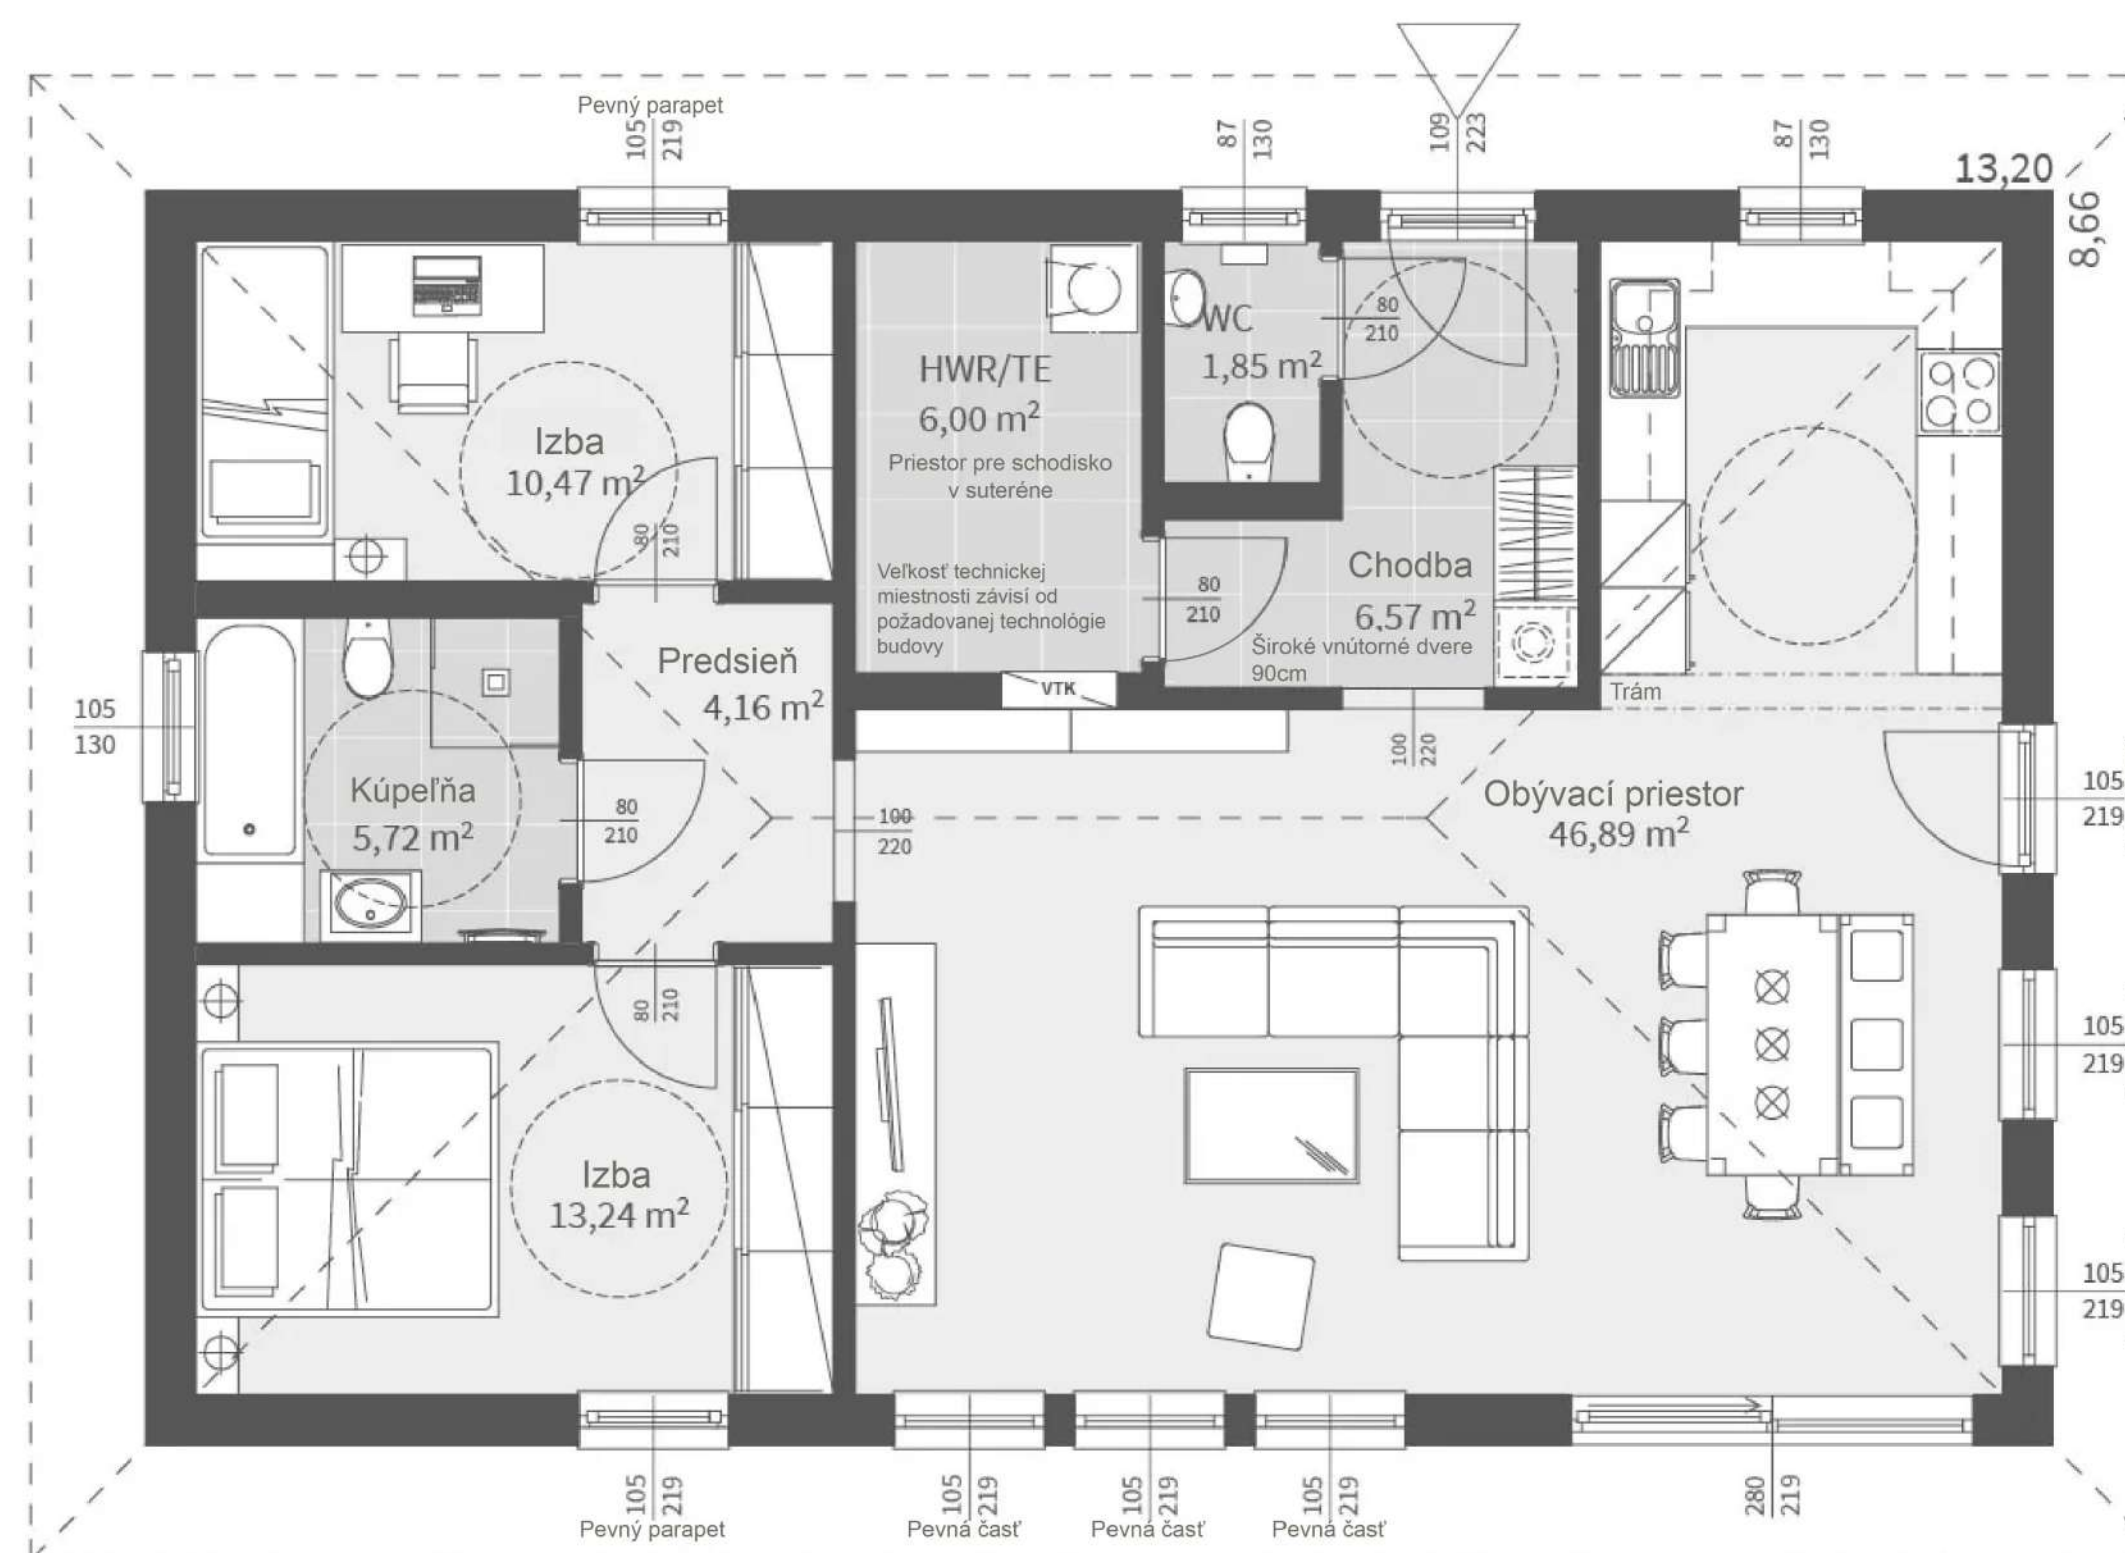 Pevný parapet
105
219
87
130
109
223
87
130
13,20
8,66
Izba
10,47 m²
80
210
HWR/TE
6,00 m²
Priestor pre schodisko
v suteréne
Veľkosť technickej
miestnosti závisí od
požadovanej technológie
budovy
WC
1,85 m²
80
210
Chodba
6,57 m²
Široké vnútorné dvere
90cm
80
210
VTK
Trám
Predsieň
4,16 m²
105
130
Kúpeľňa
5,72 m²
80
210
100
220
100
220
Obývací priestor
46,89 m²
105
219
80
210
105
219
Izba
13,24 m²
105
219
105
219
Pevný parapet
105
219
Pevná časť
105
219
Pevná časť
105
219
Pevná časť
280
219